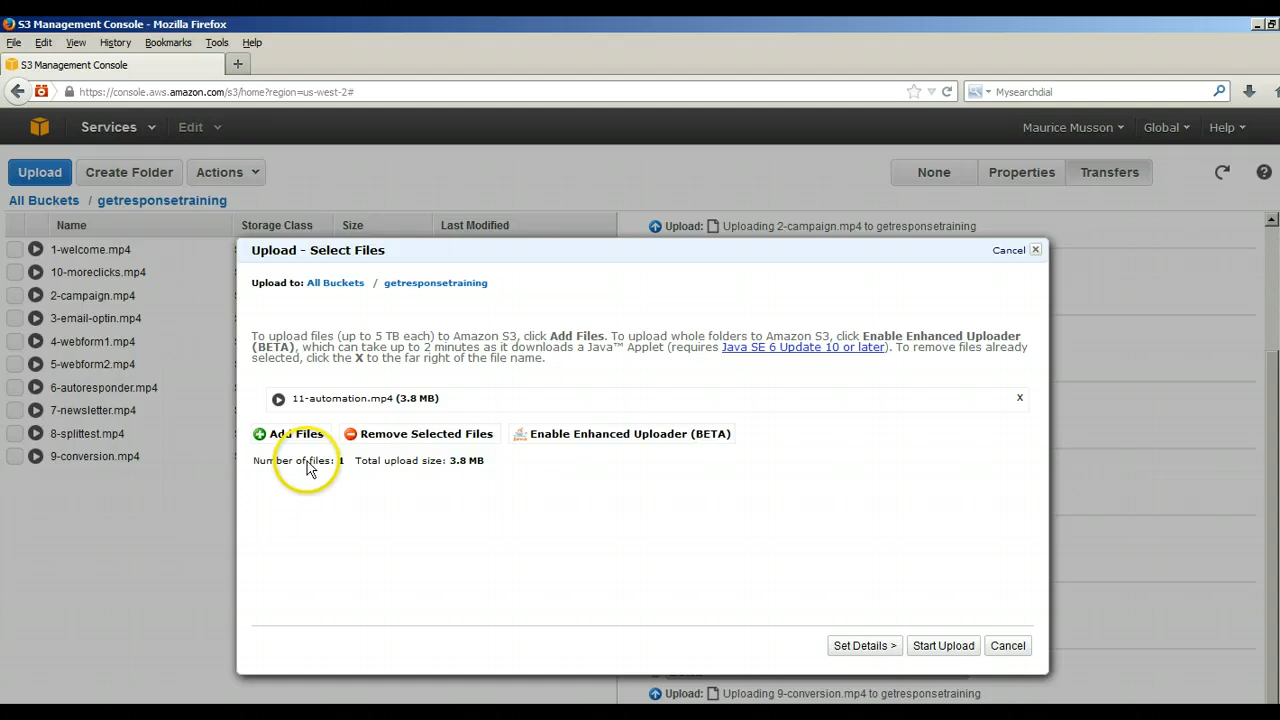 S3 Management Console - Mozilla Firefox
File Edit View History Bookmarks Tools Help
S3 Management Console
https://console.aws.amazon.com/s3/home?region=us-west-2#
Mysearchdial
Services Edit Maurice Musson Global Help
Upload Create Folder Actions None Properties Transfers
All Buckets / getresponsetraining
Name Storage Class Size Last Modified
Upload: Uploading 2-campaign.mp4 to getresponsetraining
1-welcome.mp4
10-moreclicks.mp4
2-campaign.mp4
3-email-optin.mp4
4-webform1.mp4
5-webform2.mp4
6-autoresponder.mp4
7-newsletter.mp4
8-splittest.mp4
9-conversion.mp4
Upload - Select Files Cancel
Upload to: All Buckets / getresponsetraining
To upload files (up to 5 TB each) to Amazon S3, click Add Files. To upload whole folders to Amazon S3, click Enable Enhanced Uploader
(BETA), which can take up to 2 minutes as it downloads a Java™ Applet (requires Java SE 6 Update 10 or later). To remove files already
selected, click the X to the far right of the file name.
11-automation.mp4 (3.8 MB) x
Add Files Remove Selected Files Enable Enhanced Uploader (BETA)
Number of files: 1 Total upload size: 3.8 MB
Set Details > Start Upload Cancel
Upload: Uploading 9-conversion.mp4 to getresponsetraining